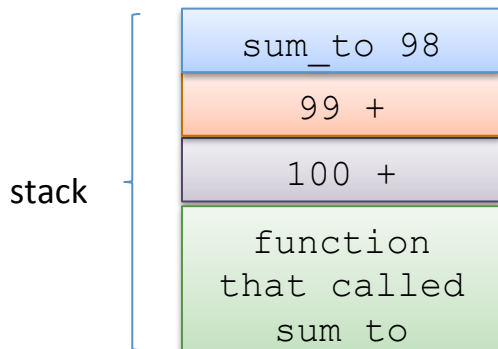 sum_to 98
99 +
100 +
stack
function
that called
sum to